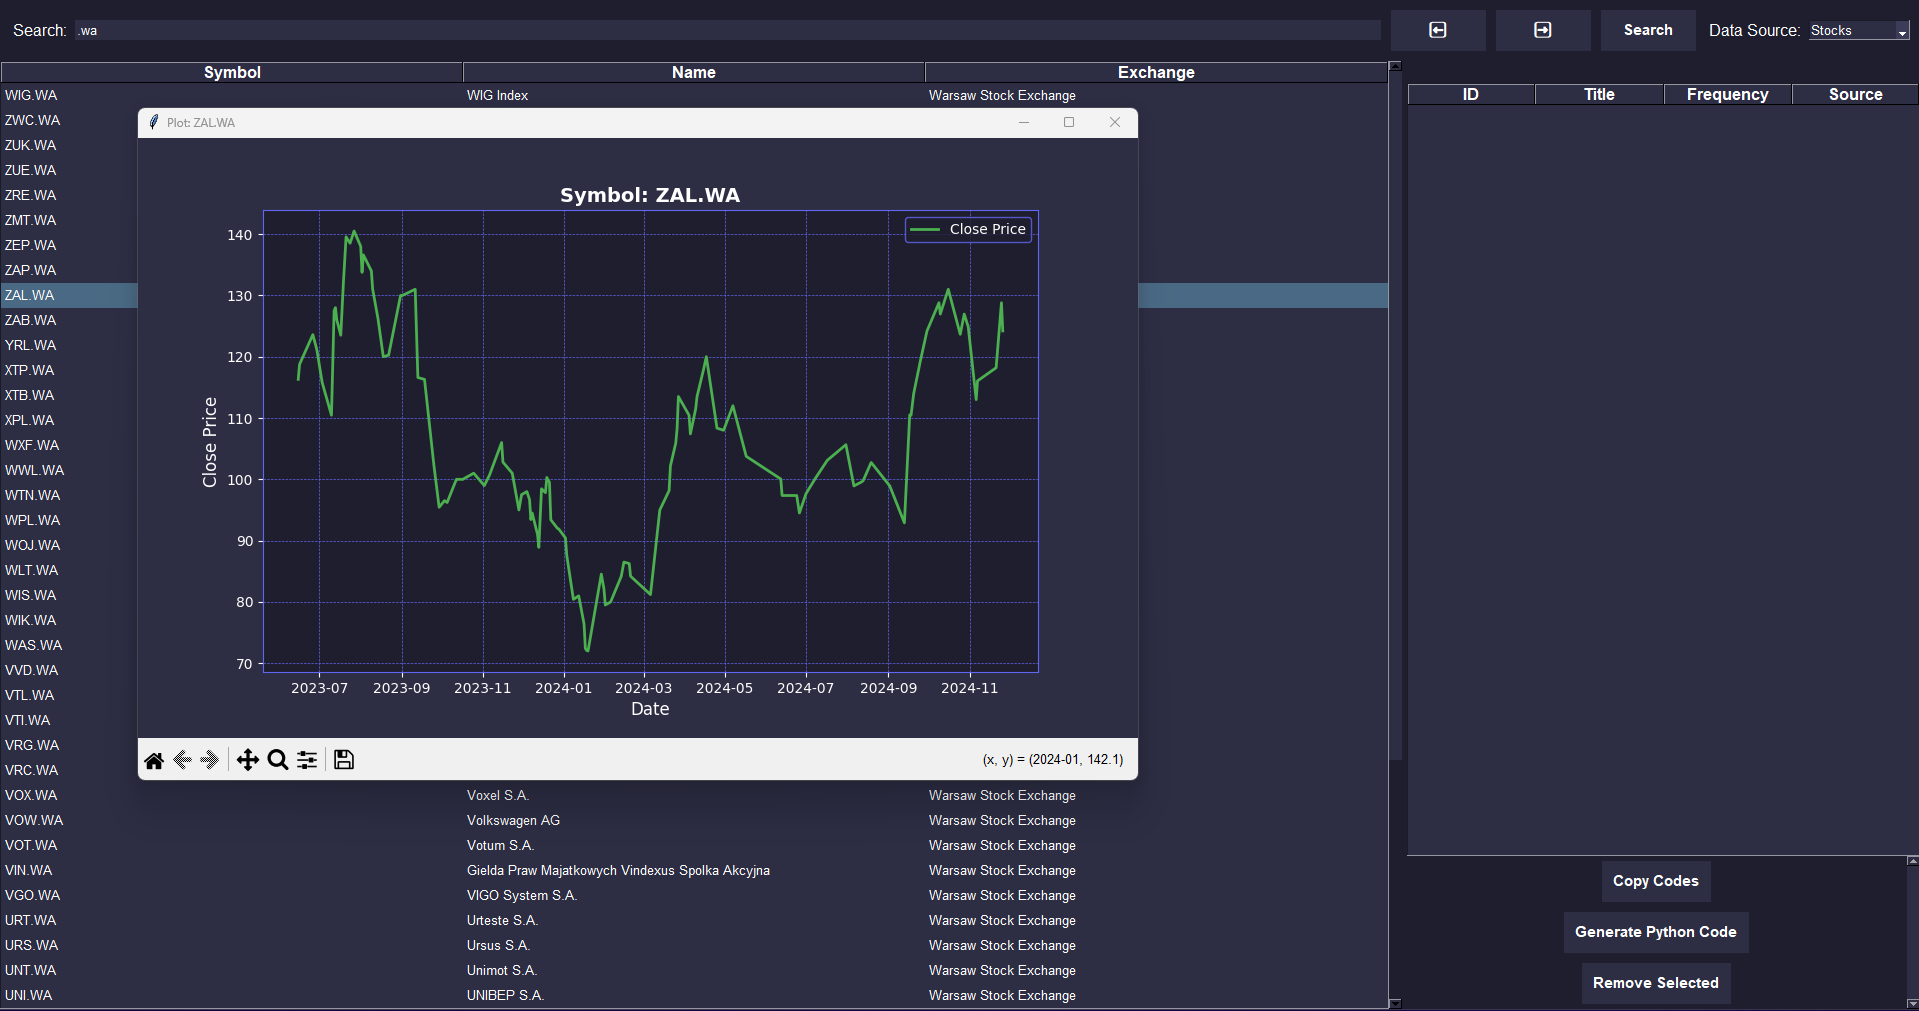 Search: .wa Search Data Source: Stocks
Symbol Name Exchange
ID Title Frequency Source
WIG.WA WIG Index Warsaw Stock Exchange
ZWC.WA
ZUK.WA
ZUE.WA
ZRE.WA
ZMT.WA
ZEP.WA
ZAP.WA
ZAL.WA
ZAB.WA
YRL.WA
XTP.WA
XTB.WA
XPL.WA
WXF.WA
WWL.WA
WTN.WA
WPL.WA
WOJ.WA
WLT.WA
WIS.WA
WIK.WA
WAS.WA
VVD.WA
VTL.WA
VTI.WA
VRG.WA
VRC.WA
Plot: ZAL.WA
Symbol: ZAL.WA
Close Price
Close Price
140
130
120
110
100
90
80
70
2023-07 2023-09 2023-11 2024-01 2024-03 2024-05 2024-07 2024-09 2024-11
Date
(x, y) = (2024-01, 142.1)
VOX.WA Voxel S.A. Warsaw Stock Exchange
VOW.WA Volkswagen AG Warsaw Stock Exchange
VOT.WA Votum S.A. Warsaw Stock Exchange
VIN.WA Gielda Praw Majatkowych Vindexus Spolka Akcyjna Warsaw Stock Exchange
VGO.WA VIGO System S.A. Warsaw Stock Exchange
URT.WA Urteste S.A. Warsaw Stock Exchange
URS.WA Ursus S.A. Warsaw Stock Exchange
UNT.WA Unimot S.A. Warsaw Stock Exchange
UNI.WA UNIBEP S.A. Warsaw Stock Exchange
Copy Codes
Generate Python Code
Remove Selected